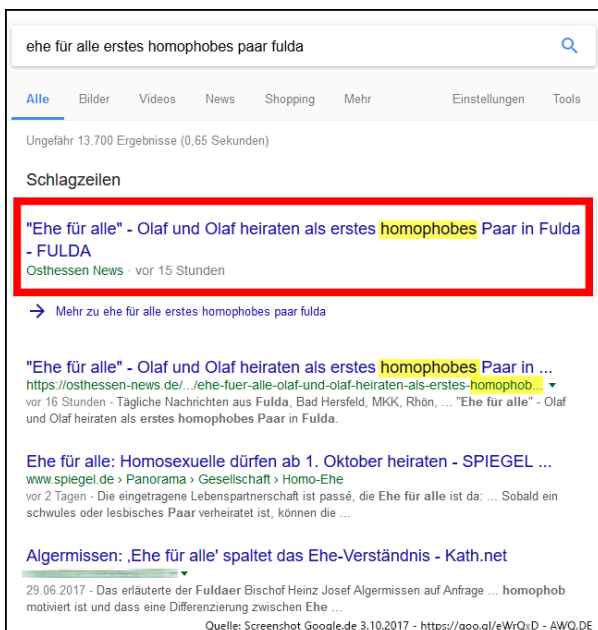 ehe für alle erstes homophobes paar fulda
Alle Bilder Videos News Shopping Mehr Einstellungen Tools
Ungefähr 13.700 Ergebnisse (0,65 Sekunden)
Schlagzeilen
"Ehe für alle" - Olaf und Olaf heiraten als erstes homophobes Paar in Fulda
- FULDA
Osthessen News · vor 15 Stunden
→ Mehr zu ehe für alle erstes homophobes paar fulda
"Ehe für alle" - Olaf und Olaf heiraten als erstes homophobes Paar in ...
https://osthessen-news.de/.../ehe-fuer-alle-olaf-und-olaf-heiraten-als-erstes-homophob...
vor 16 Stunden - Tägliche Nachrichten aus Fulda, Bad Hersfeld, MKK, Rhön, ... "Ehe für alle" - Olaf
und Olaf heiraten als erstes homophobes Paar in Fulda.
Ehe für alle: Homosexuelle dürfen ab 1. Oktober heiraten - SPIEGEL ...
www.spiegel.de › Panorama › Gesellschaft › Homo-Ehe
vor 2 Tagen - Die eingetragene Lebenspartnerschaft ist passé, die Ehe für alle ist da: ... Sobald ein
schwules oder lesbisches Paar verheiratet ist, können die ...
Algermissen: ‚Ehe für alle' spaltet das Ehe-Verständnis - Kath.net
29.06.2017 - Das erläuterte der Fuldaer Bischof Heinz Josef Algermissen auf Anfrage ... homophob
motiviert ist und dass eine Differenzierung zwischen Ehe ...
Quelle: Screenshot Google.de 3.10.2017 - https://goo.gl/eWrQxD - AWQ.DE